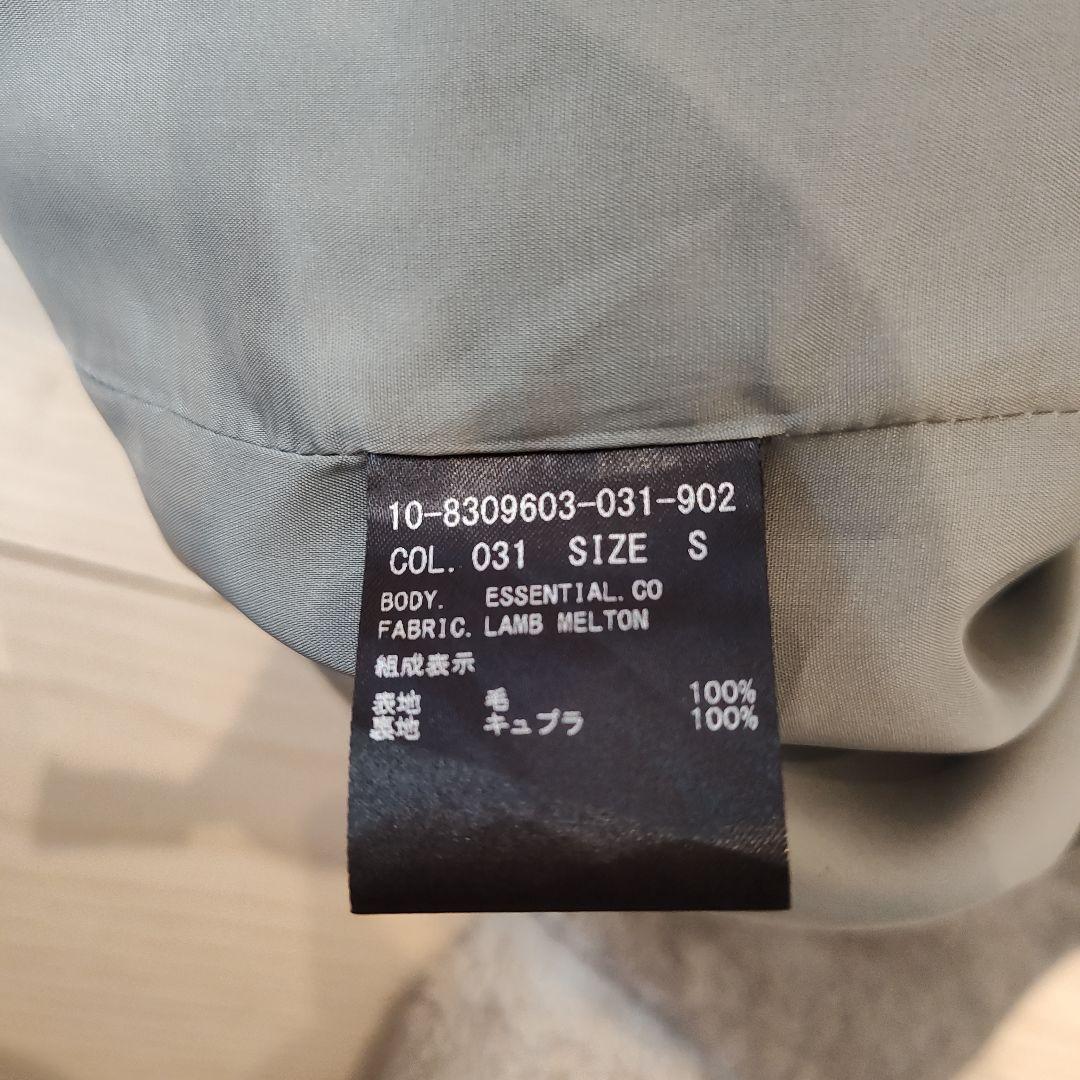 10-8309603-031-902
COL. 031 SIZE S
BODY. ESSENTIAL.CO
FABRIC. LAMB MELTON
組成表示
表地 毛 100%
裏地 キュプラ 100%